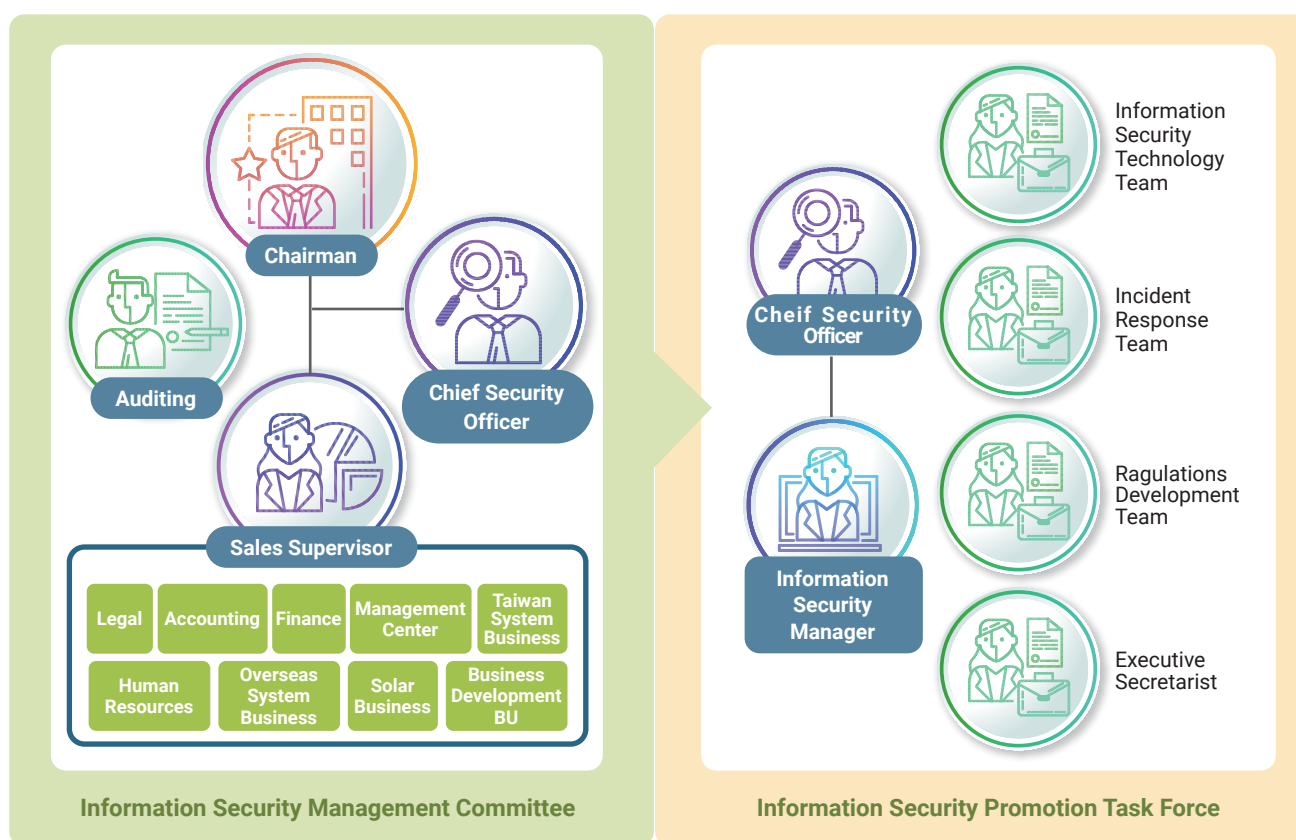 Chairman
Auditing
Chief Security
Officer
Sales Supervisor
Legal
Accounting
Finance
Management
Center
Taiwan
System
Business
Human
Resources
Overseas
System
Business
Solar
Business
Business
Development
BU
Information Security Management Committee
Cheif Security
Officer
Information
Security
Manager
Information
Security
Technology
Team
Incident
Response
Team
Ragulations
Development
Team
Executive
Secretarist
Information Security Promotion Task Force